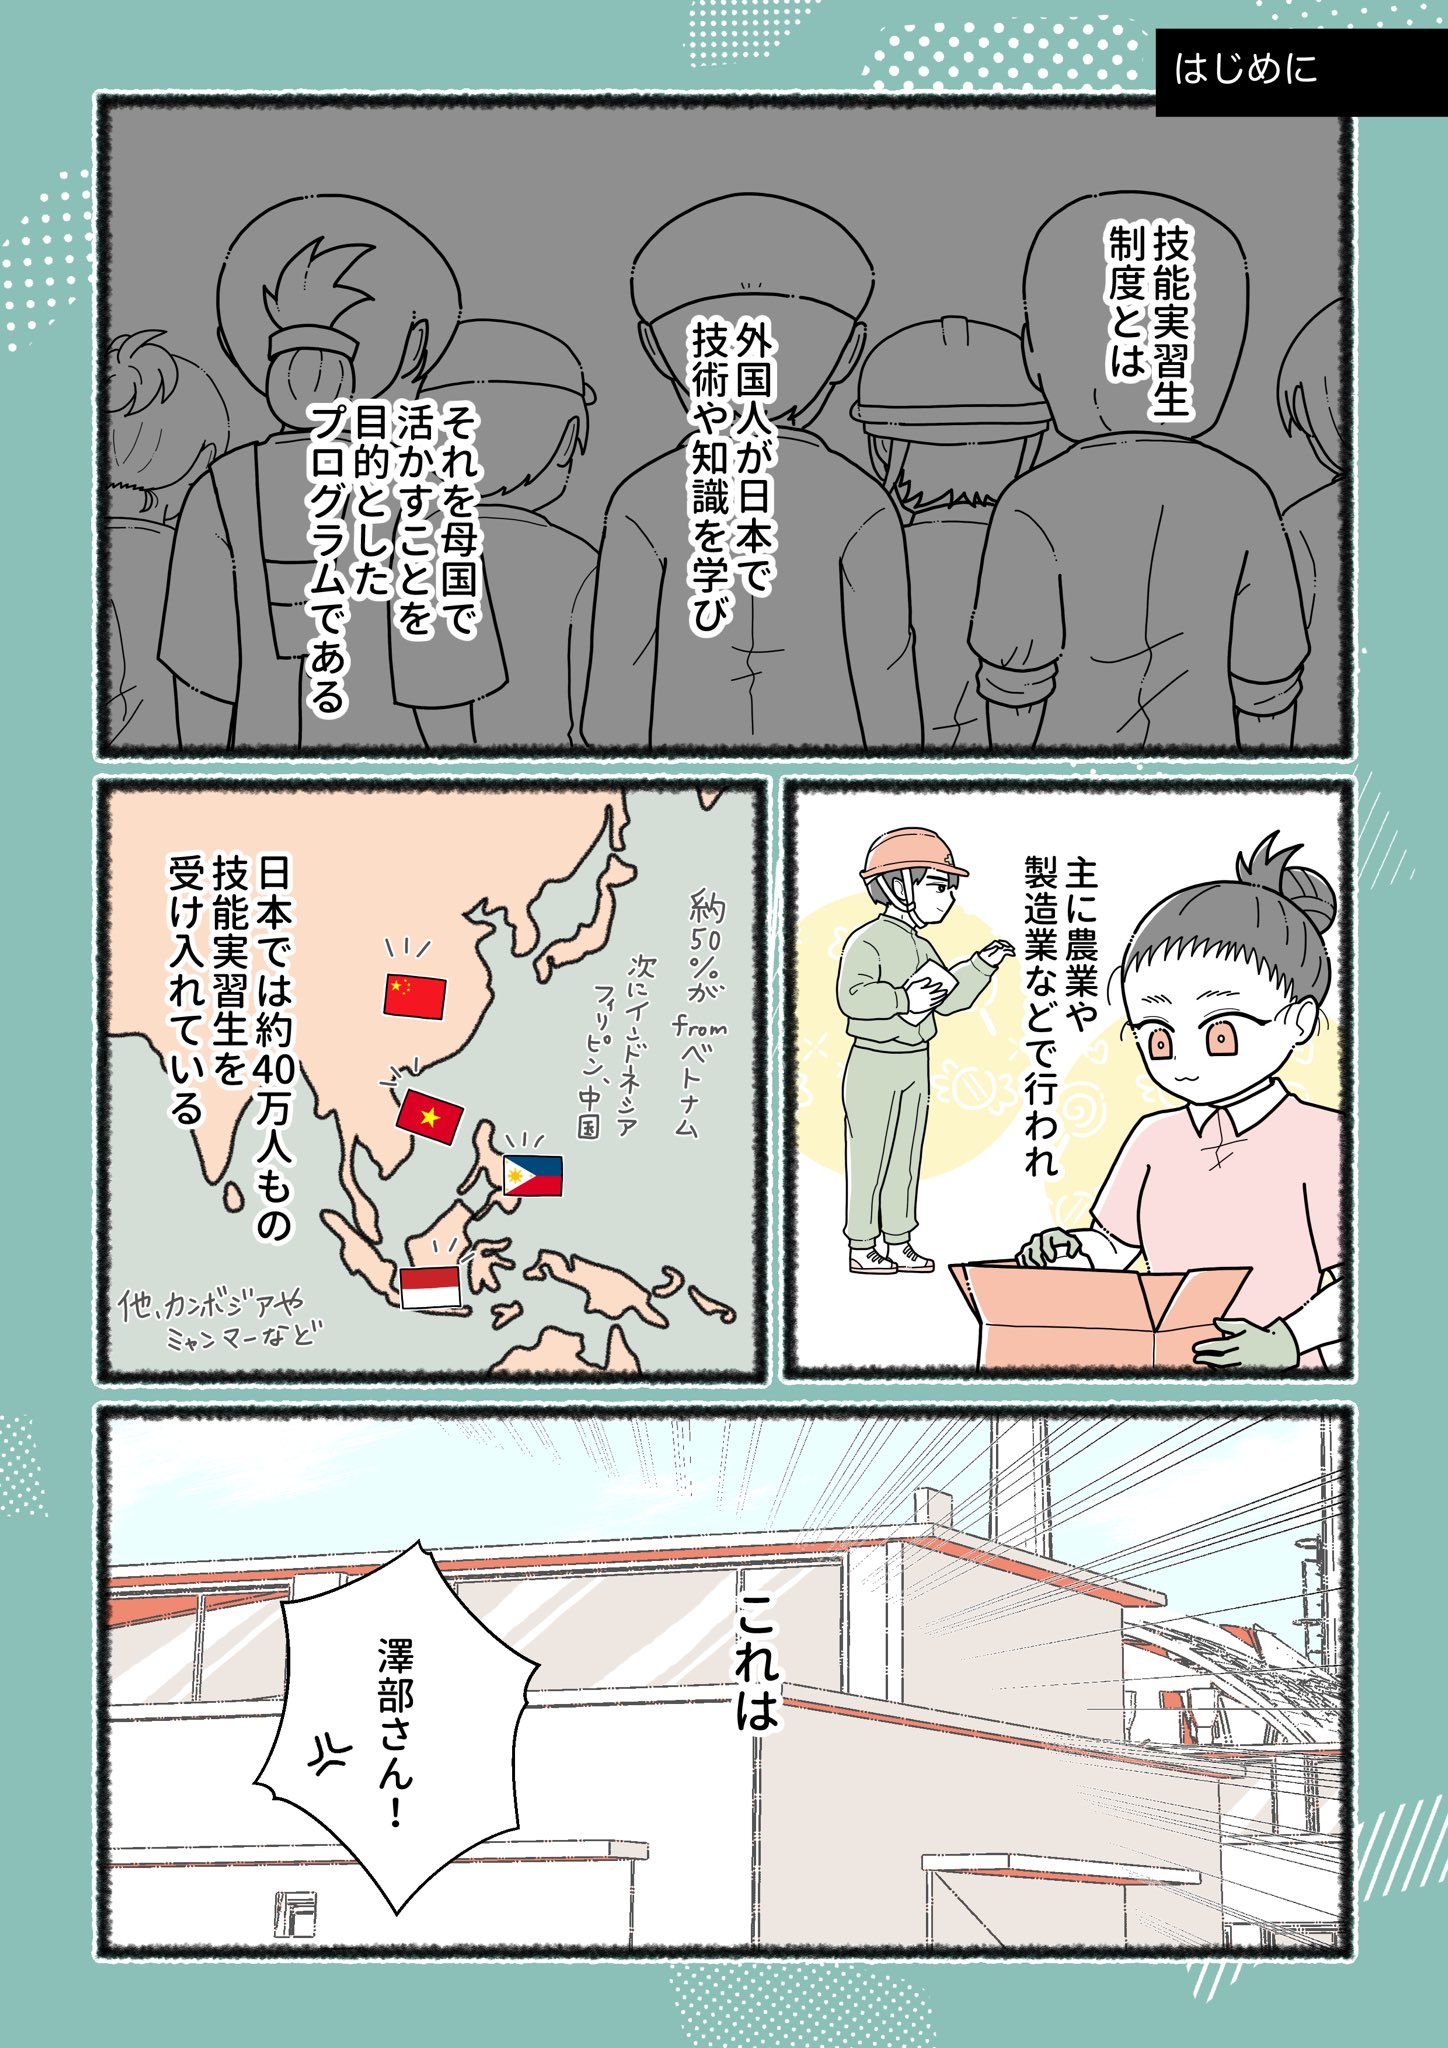 はじめに
技能実習生
制度とは
外国人が日本で
技術や知識を学び
それを母国で
活かすことを
目的とした
プログラムである
主に農業や
製造業などで行われ
約50%が fromベトナム
次にインドネシア
フィリピン、中国
日本では約40万人もの
技能実習生を
受け入れている
他、カンボジアや
ミャンマーなど
これは
澤部さん!